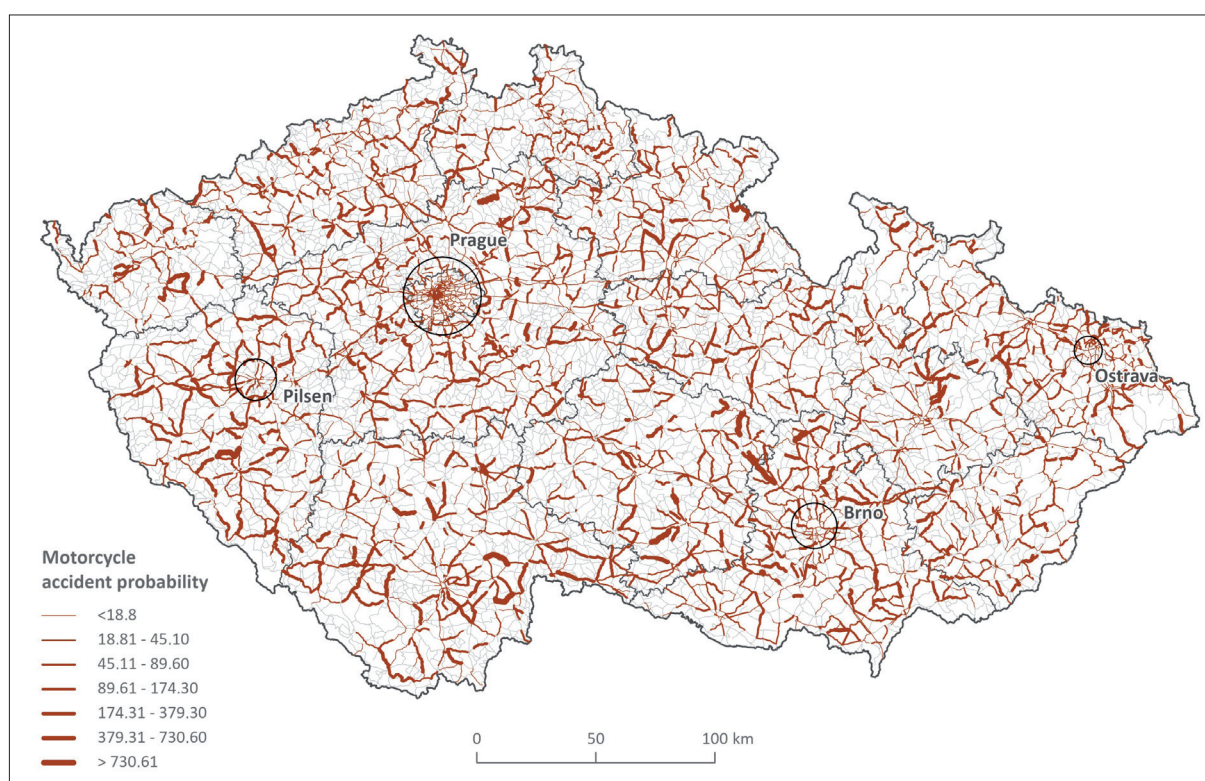 Prague
Pilsen
Ostrava
Brno
Motorcycle
accident probability
<18.8
18.81 - 45.10
45.11 - 89.60
89.61 - 174.30
174.31 - 379.30
379.31 - 730.60
> 730.61
0 50 100 km